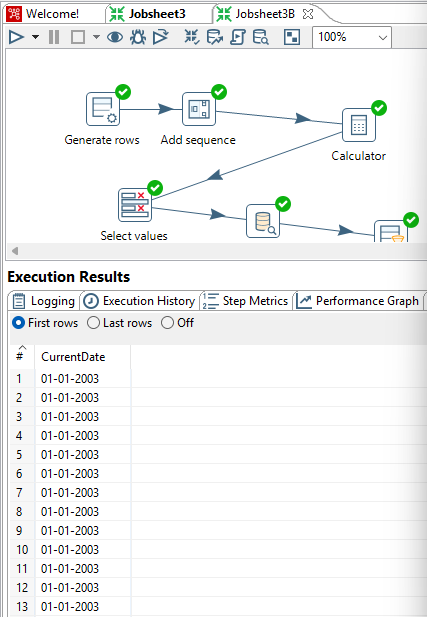 Welcome! Jobsheet3 Jobsheet3B
100%
Generate rows Add sequence
Calculator
Select values
Execution Results
Logging Execution History Step Metrics Performance Graph
First rows Last rows Off
# CurrentDate
1 01-01-2003
2 01-01-2003
3 01-01-2003
4 01-01-2003
5 01-01-2003
6 01-01-2003
7 01-01-2003
8 01-01-2003
9 01-01-2003
10 01-01-2003
11 01-01-2003
12 01-01-2003
13 01-01-2003